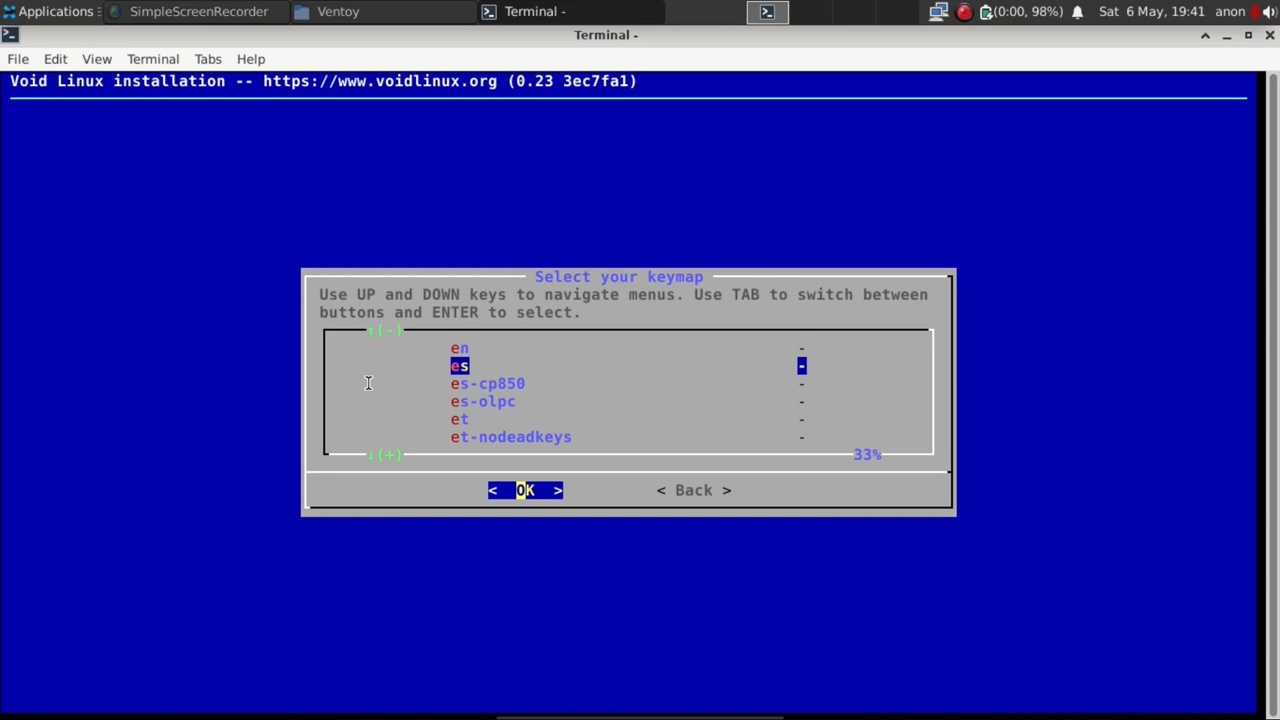 Applications SimpleScreenRecorder Ventoy Terminal - (0:00, 98%) Sat 6 May, 19:41 anon
Terminal -
File Edit View Terminal Tabs Help
Void Linux installation -- https://www.voidlinux.org (0.23 3ec7fa1)
Select your keymap
Use UP and DOWN keys to navigate menus. Use TAB to switch between
buttons and ENTER to select.
↑(-)
en -
es -
es-cp850 -
es-olpc -
et -
et-nodeadkeys -
↓(+) 33%
< OK > < Back >